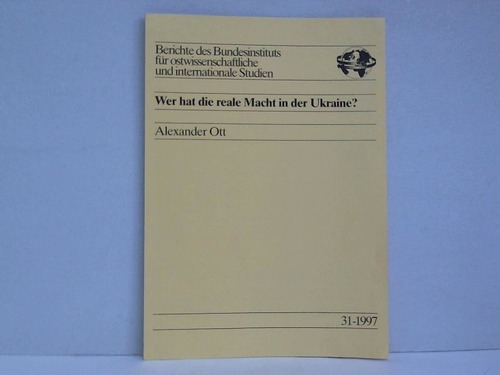 Berichte des Bundesinstituts
für ostwissenschaftliche
und internationale Studien
Wer hat die reale Macht in der Ukraine?
Alexander Ott
31-1997